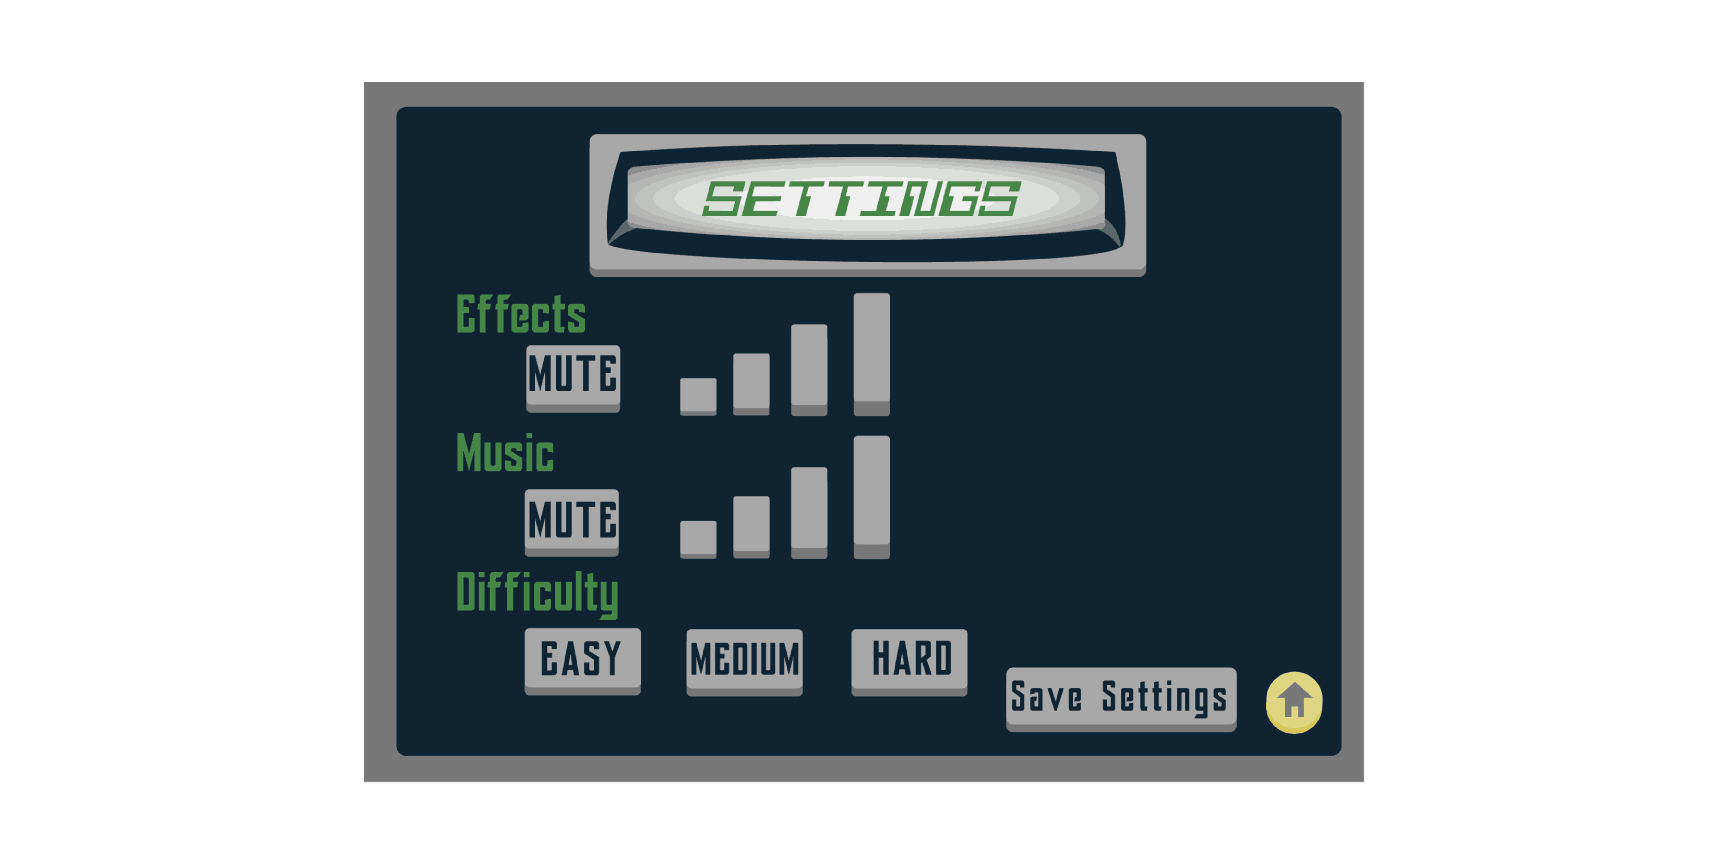 SETTINGS
Effects
MUTE
Music
MUTE
Difficulty
EASY MEDIUM HARD
Save Settings